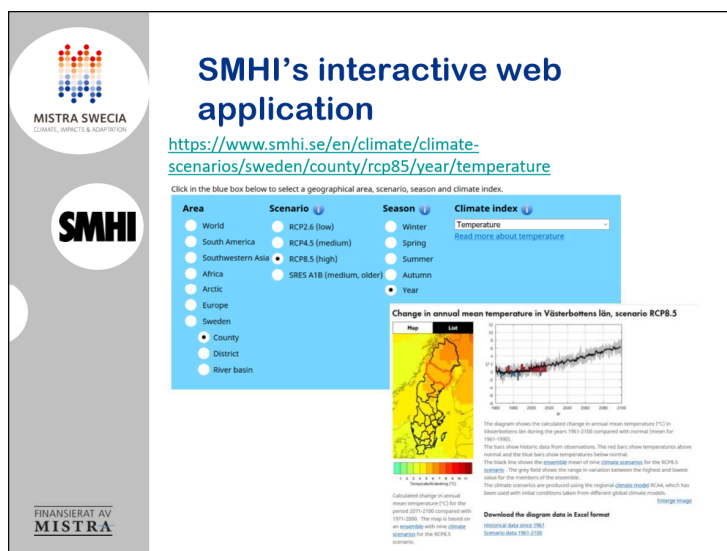 MISTRA SWECIA
CLIMATE, IMPACTS & ADAPTATION
SMHI
FINANSIERAT AV
MISTRA
SMHI's interactive web
application
https://www.smhi.se/en/climate/climate-
scenarios/sweden/county/rcp85/year/temperature
Click in the blue box below to select a geographical area, scenario, season and climate index.
Area
World
South America
Southwestern Asia
Africa
Arctic
Europe
Sweden
County
District
River basin
Scenario i
RCP2.6 (low)
RCP4.5 (medium)
RCP8.5 (high)
SRES A1B (medium, older)
Season i
Winter
Spring
Summer
Autumn
Year
Climate index i
Temperature
Read more about temperature
Change in annual mean temperature in Västerbottens län, scenario RCP8.5
Map List
Calculated change in annual
mean temperature (°C) for the
period 2071-2100 compared with
1971-2000. The map is based on
an ensemble with nine climate
scenarios for the RCP8.5
scenario.
1980 2000 2020 2040 2060 2080 2100
The diagram shows the calculated change in annual mean temperature (°C) in
Västerbottens län during the years 1961-2100 compared with normal (mean for
1961-1990).
The bars show historic data from observations. The red bars show temperatures above
normal and the blue bars show temperatures below normal.
The black line shows the ensemble mean of nine climate scenarios for the RCP8.5
scenario . The grey field shows the range in variation between the highest and lowest
value for the members of the ensemble.
The climate scenarios are produced using the regional climate model RCA4, which has
been used with initial conditions taken from different global climate models.
Enlarge image
Download the diagram data in Excel format
Historical data since 1961
Scenario data 1961-2100